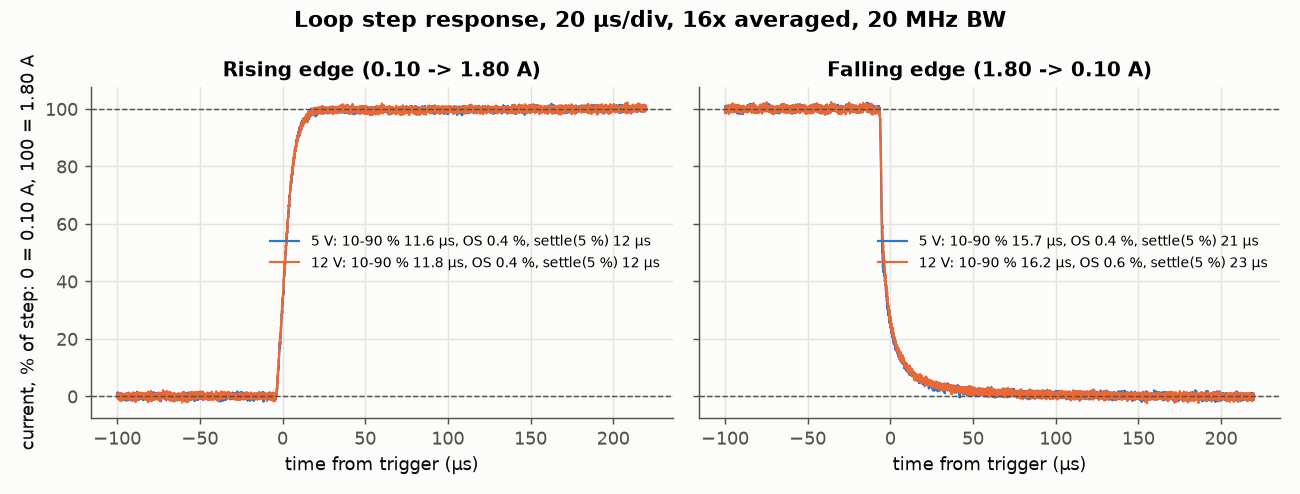 Loop step response, 20 µs/div, 16x averaged, 20 MHz BW
current, % of step: 0 = 0.10 A, 100 = 1.80 A
Rising edge (0.10 -> 1.80 A)
100
80
60
40
20
0
5 V: 10-90 % 11.6 µs, OS 0.4 %, settle(5 %) 12 µs
12 V: 10-90 % 11.8 µs, OS 0.4 %, settle(5 %) 12 µs
−100 −50 0 50 100 150 200
time from trigger (µs)
Falling edge (1.80 -> 0.10 A)
5 V: 10-90 % 15.7 µs, OS 0.4 %, settle(5 %) 21 µs
12 V: 10-90 % 16.2 µs, OS 0.6 %, settle(5 %) 23 µs
−100 −50 0 50 100 150 200
time from trigger (µs)